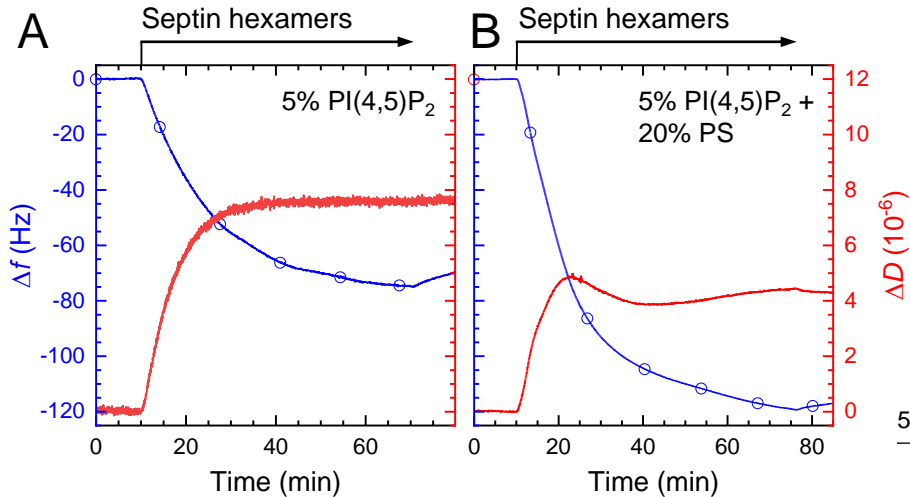 A
Septin hexamers
5% PI(4,5)P2
Δf (Hz)
0
-20
-40
-60
-80
-100
-120
0 20 40 60
Time (min)
B
Septin hexamers
5% PI(4,5)P2 +
20% PS
12
10
8
6
4
2
0
ΔD (10-6)
0 20 40 60 80
Time (min)
5